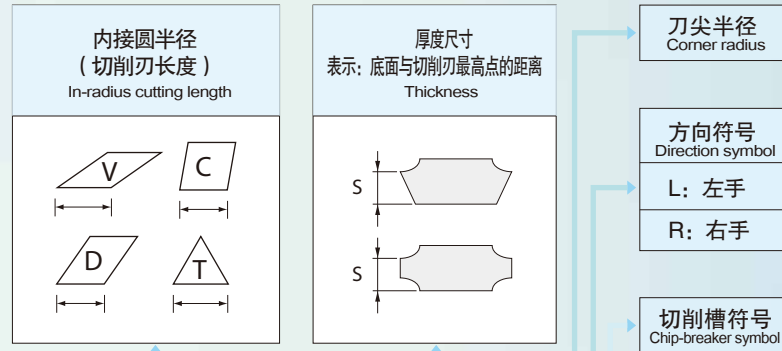 内接圆半径
（切削刃长度）
In-radius cutting length
V
C
D
T
厚度尺寸
表示：底面与切削刃最高点的距离
Thickness
S
S
刀尖半径
Corner radius
方向符号
Direction symbol
L：左手
R：右手
切削槽符号
Chip-breaker symbol